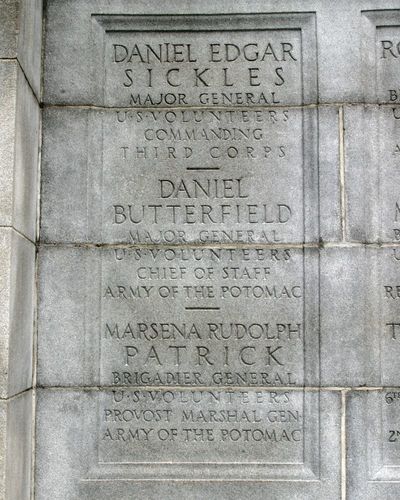 DANIEL EDGAR
SICKLES
MAJOR GENERAL
U·S·VOLUNTEERS
COMMANDING
THIRD CORPS
DANIEL
BUTTERFIELD
MAJOR GENERAL
U·S·VOLUNTEERS
CHIEF OF STAFF
ARMY OF THE POTOMAC
MARSENA RUDOLPH
PATRICK
BRIGADIER GENERAL
U·S·VOLUNTEERS
PROVOST MARSHAL GEN
ARMY OF THE POTOMAC